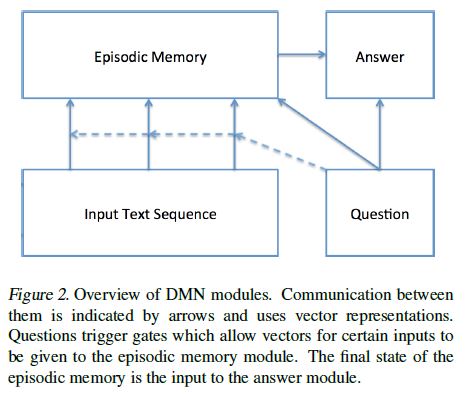 Episodic Memory
Answer
Input Text Sequence
Question
Figure 2. Overview of DMN modules. Communication between
them is indicated by arrows and uses vector representations.
Questions trigger gates which allow vectors for certain inputs to
be given to the episodic memory module. The final state of the
episodic memory is the input to the answer module.